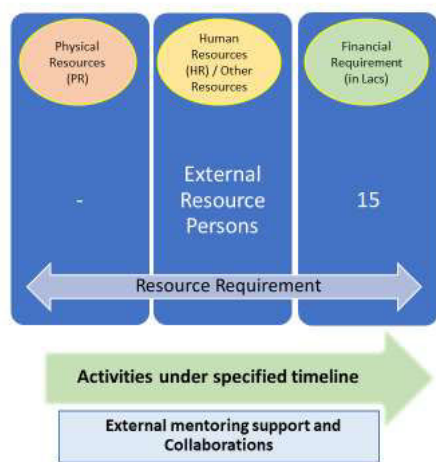 Physical
Resources
(PR)
Human
Resources
(HR) / Other
Resources
Financial
Requirement
(in Lacs)
-
External
Resource
Persons
15
Resource Requirement
Activities under specified timeline
External mentoring support and
Collaborations